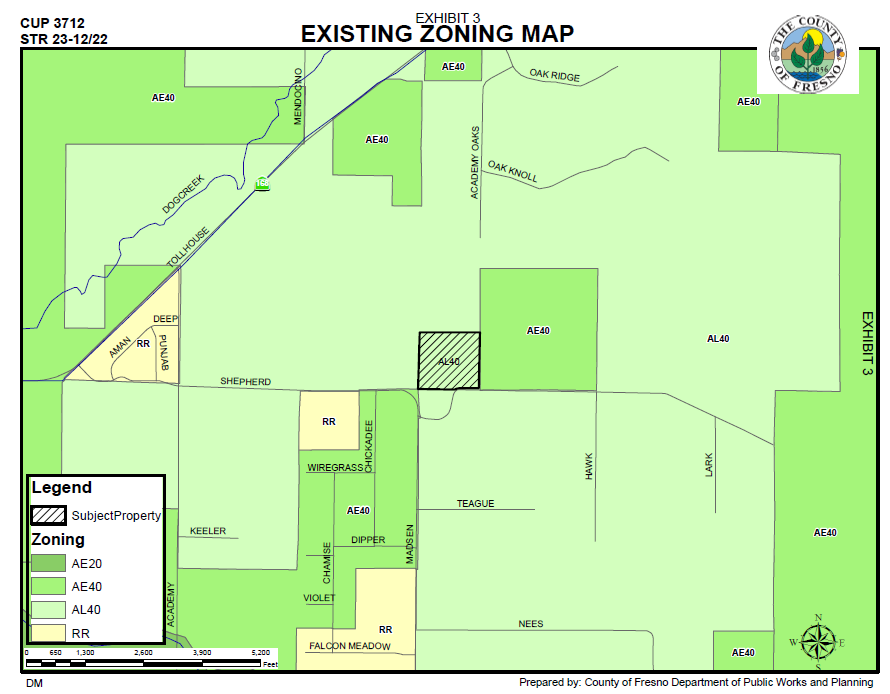 CUP 3712
STR 23-12/22
EXHIBIT 3
EXISTING ZONING MAP
THE COUNTY OF FRESNO
1856
AE40
MENDOCINO
AE40
OAK RIDGE
AE40
AE40
ACADEMY OAKS
OAK KNOLL
DOGCREEK
TOLLHOUSE
DEEP
AMAN
RR
PUNJAB
AE40
AL40
AL40
EXHIBIT 3
SHEPHERD
RR
CHICKADEE
WIREGRASS
HAWK
LARK
AE40
TEAGUE
KEELER
DIPPER
MADSEN
AE40
CHAMISE
ACADEMY
VIOLET
RR
NEES
FALCON MEADOW
AE40
Legend
SubjectProperty
Zoning
AE20
AE40
AL40
RR
0 650 1,300 2,600 3,900 5,200
Feet
N
W E
S
DM
Prepared by: County of Fresno Department of Public Works and Planning